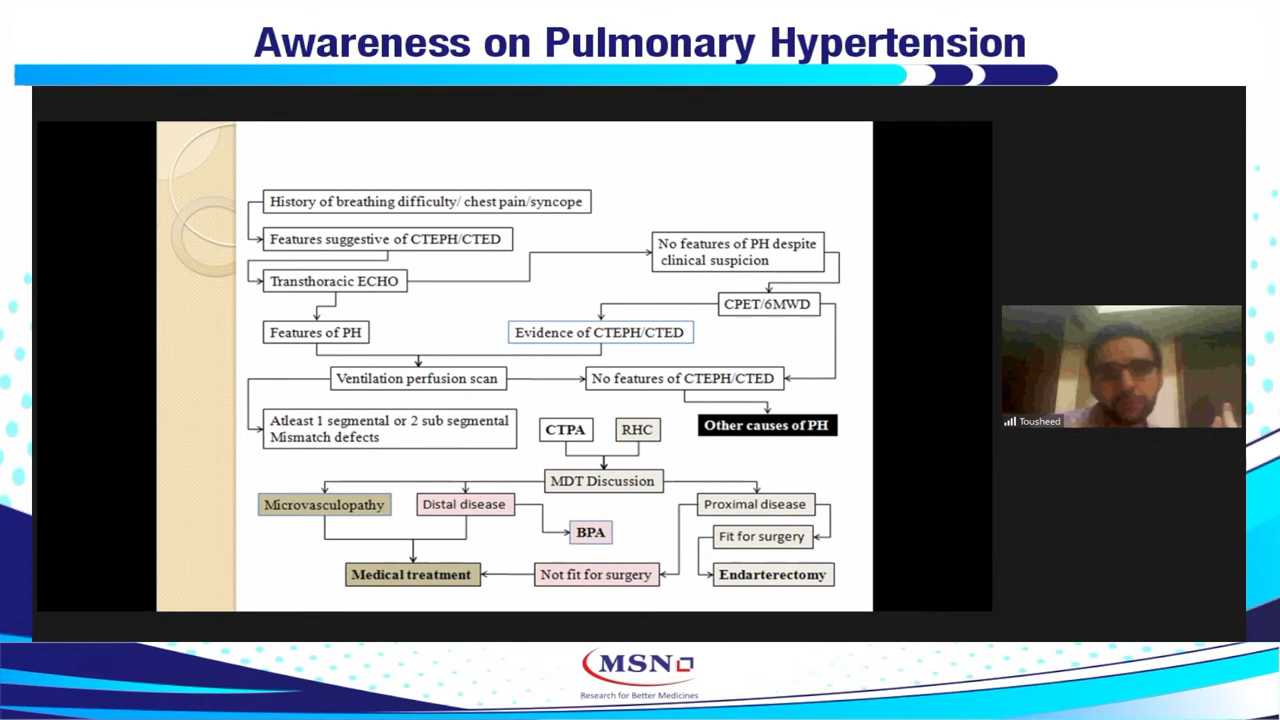 Awareness on Pulmonary Hypertension
History of breathing difficulty/ chest pain/syncope
Features suggestive of CTEPH/CTED
No features of PH despite
clinical suspicion
Transthoracic ECHO
CPET/6MWD
Features of PH
Evidence of CTEPH/CTED
Ventilation perfusion scan
No features of CTEPH/CTED
Atleast 1 segmental or 2 sub segmental
Mismatch defects
CTPA
RHC
Other causes of PH
MDT Discussion
Microvasculopathy
Distal disease
Proximal disease
BPA
Fit for surgery
Medical treatment
Not fit for surgery
Endarterectomy
Tousheed
MSN
Research for Better Medicines